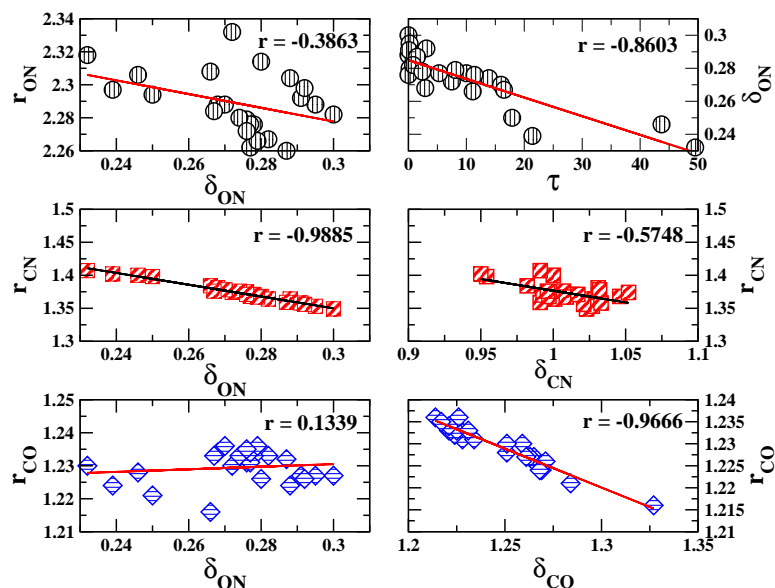 2.34
2.32
2.3
2.28
2.26
r_ON
r = -0.3863
0.24 0.26 0.28 0.3
δ_ON
r = -0.8603
0.3
0.28
0.26
0.24
δ_ON
0 10 20 30 40 50
τ
1.5
1.45
1.4
1.35
1.3
r_CN
r = -0.9885
0.24 0.26 0.28 0.3
δ_ON
r = -0.5748
1.5
1.45
1.4
1.35
1.3
r_CN
0.9 0.95 1 1.05 1.1
δ_CN
1.25
1.24
1.23
1.22
1.21
r_CO
r = 0.1339
0.24 0.26 0.28 0.3
δ_ON
r = -0.9666
1.24
1.235
1.23
1.225
1.22
1.215
1.21
r_CO
1.2 1.25 1.3 1.35
δ_CO